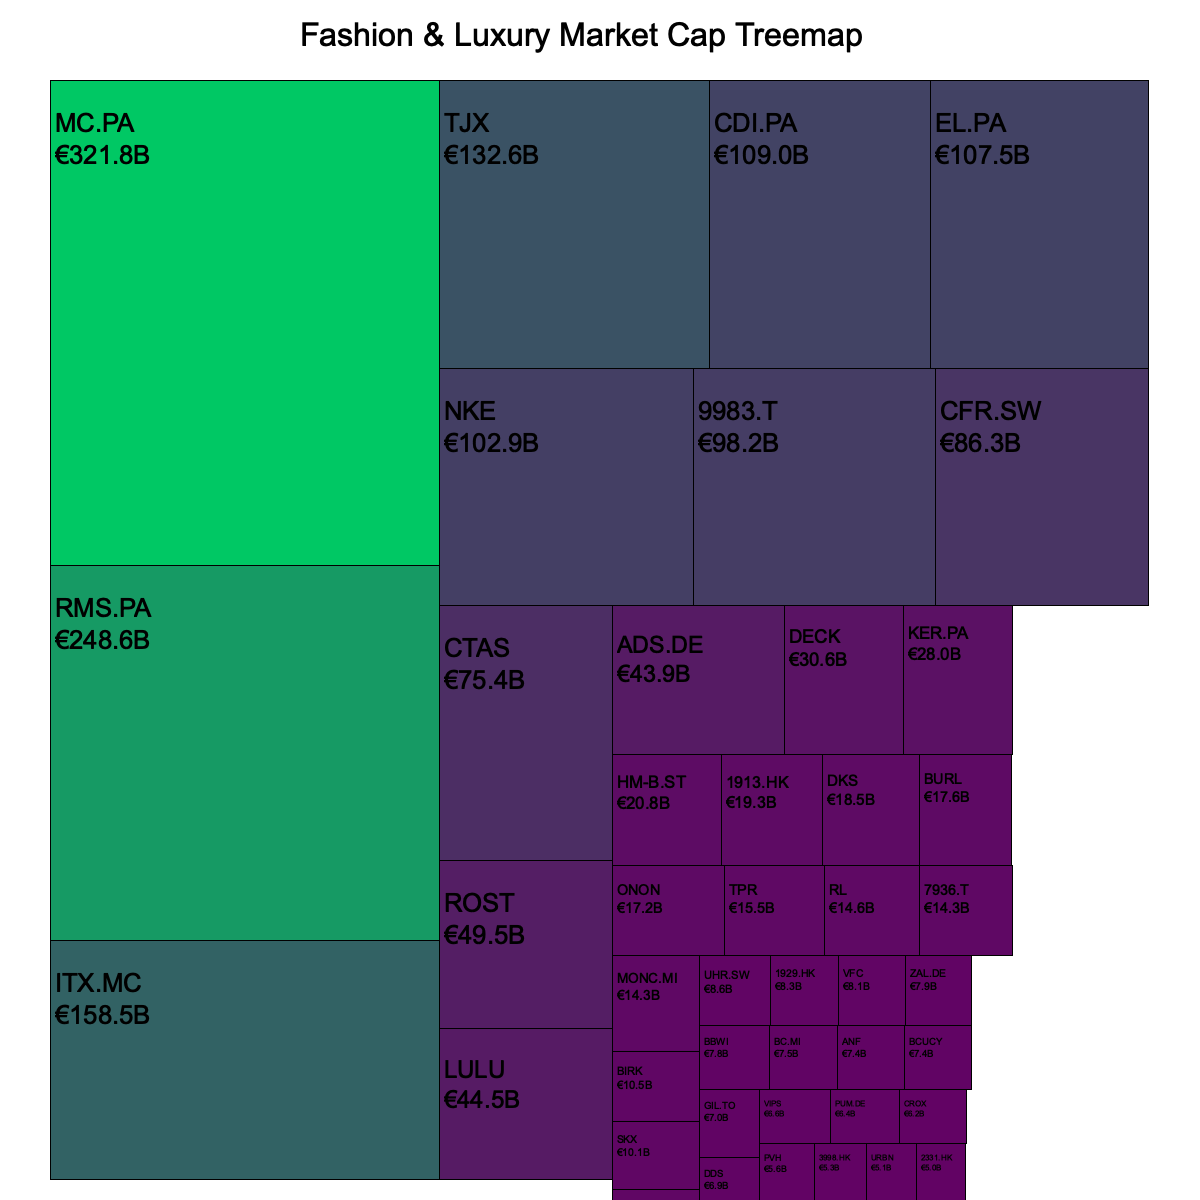 Fashion & Luxury Market Cap Treemap
MC.PA
€321.8B
RMS.PA
€248.6B
ITX.MC
€158.5B
TJX
€132.6B
CDI.PA
€109.0B
EL.PA
€107.5B
NKE
€102.9B
9983.T
€98.2B
CFR.SW
€86.3B
CTAS
€75.4B
ROST
€49.5B
LULU
€44.5B
ADS.DE
€43.9B
DECK
€30.6B
KER.PA
€28.0B
HM-B.ST
€20.8B
1913.HK
€19.3B
DKS
€18.5B
BURL
€17.6B
ONON
€17.2B
TPR
€15.5B
RL
€14.6B
7936.T
€14.3B
MONC.MI
€14.3B
BIRK
€10.5B
SKX
€10.1B
UHR.SW
€8.6B
1929.HK
€8.3B
VFC
€8.1B
ZAL.DE
€7.9B
BBWI
€7.8B
BC.MI
€7.5B
ANF
€7.4B
BCUCY
€7.4B
GIL.TO
€7.0B
DDS
€6.9B
VIPS
€6.6B
PUM.DE
€6.4B
CROX
€6.2B
PVH
€5.6B
3998.HK
€5.3B
URBN
€5.1B
2331.HK
€5.0B